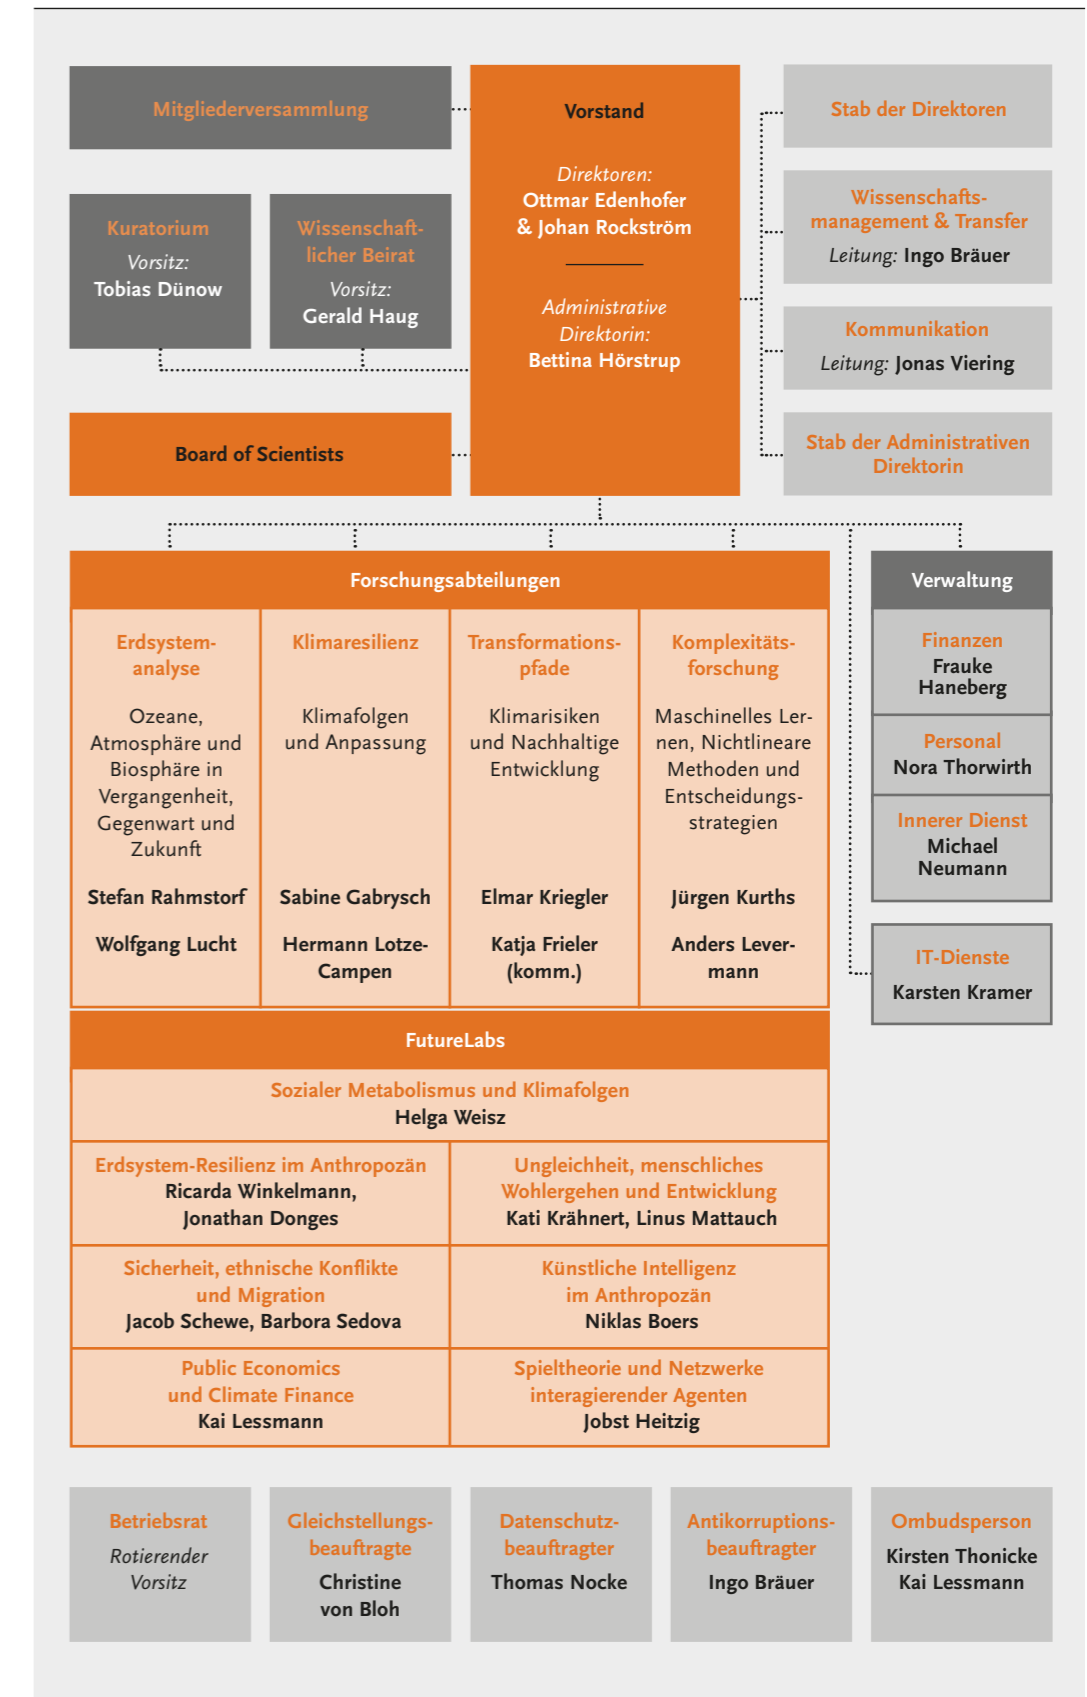 Mitgliederversammlung
Kuratorium
Vorsitz:
Tobias Dünow
Wissenschaft-
licher Beirat
Vorsitz:
Gerald Haug
Board of Scientists
Vorstand
Direktoren:
Ottmar Edenhofer
& Johan Rockström
Administrative
Direktorin:
Bettina Hörstrup
Stab der Direktoren
Wissenschafts-
management & Transfer
Leitung: Ingo Bräuer
Kommunikation
Leitung: Jonas Viering
Stab der Administrativen
Direktorin
Forschungsabteilungen
Erdsystem-
analyse
Ozeane,
Atmosphäre und
Biosphäre in
Vergangenheit,
Gegenwart und
Zukunft
Stefan Rahmstorf
Wolfgang Lucht
Klimaresilienz
Klimafolgen
und Anpassung
Sabine Gabrysch
Hermann Lotze-
Campen
Transformations-
pfade
Klimarisiken
und Nachhaltige
Entwicklung
Elmar Kriegler
Katja Frieler
(komm.)
Komplexitäts-
forschung
Maschinelles Ler-
nen, Nichtlineare
Methoden und
Entscheidungs-
strategien
Jürgen Kurths
Anders Lever-
mann
Verwaltung
Finanzen
Frauke
Haneberg
Personal
Nora Thorwirth
Innerer Dienst
Michael
Neumann
IT-Dienste
Karsten Kramer
FutureLabs
Sozialer Metabolismus und Klimafolgen
Helga Weisz
Erdsystem-Resilienz im Anthropozän
Ricarda Winkelmann,
Jonathan Donges
Ungleichheit, menschliches
Wohlergehen und Entwicklung
Kati Krähnert, Linus Mattauch
Sicherheit, ethnische Konflikte
und Migration
Jacob Schewe, Barbora Sedova
Künstliche Intelligenz
im Anthropozän
Niklas Boers
Public Economics
und Climate Finance
Kai Lessmann
Spieltheorie und Netzwerke
interagierender Agenten
Jobst Heitzig
Betriebsrat
Rotierender
Vorsitz
Gleichstellungs-
beauftragte
Christine
von Bloh
Datenschutz-
beauftragter
Thomas Nocke
Antikorruptions-
beauftragter
Ingo Bräuer
Ombudsperson
Kirsten Thonicke
Kai Lessmann